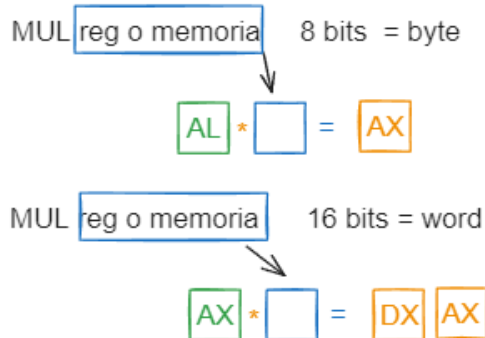 MUL reg o memoria 8 bits = byte
AL * = AX
MUL reg o memoria 16 bits = word
AX * = DX AX